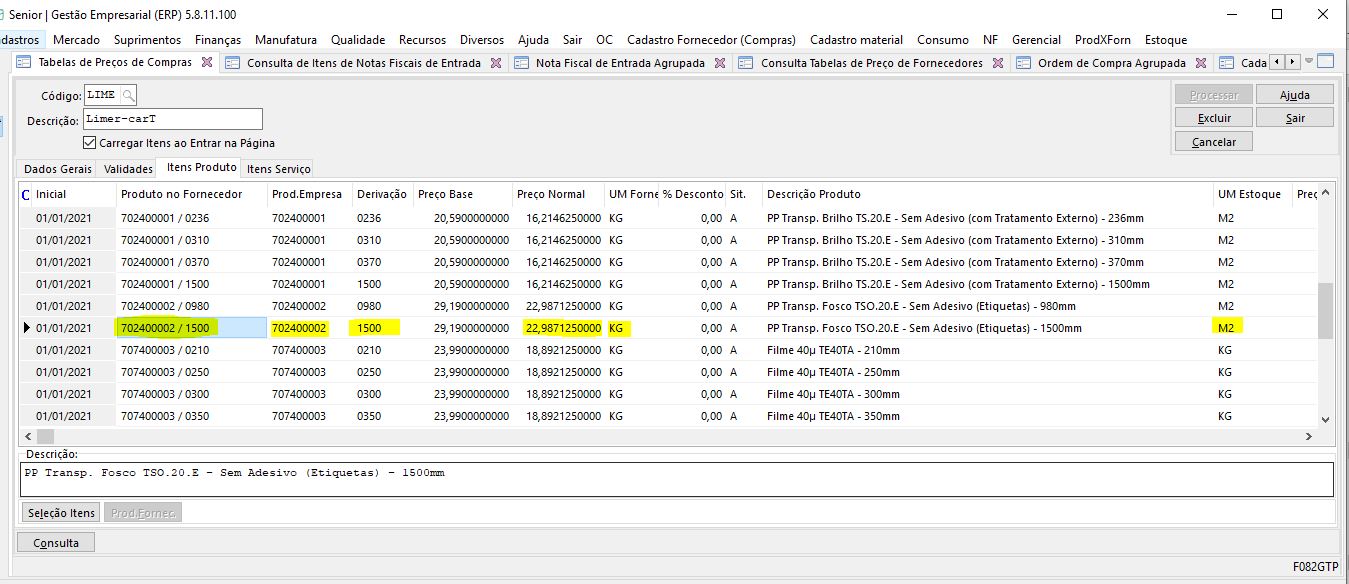 Senior | Gestão Empresarial (ERP) 5.8.11.100
dastros Mercado Suprimentos Finanças Manufatura Qualidade Recursos Diversos Ajuda Sair OC Cadastro Fornecedor (Compras) Cadastro material Consumo NF Gerencial ProdXForn Estoque
Tabelas de Preços de Compras Consulta de Itens de Notas Fiscais de Entrada Nota Fiscal de Entrada Agrupada Consulta Tabelas de Preço de Fornecedores Ordem de Compra Agrupada Cada
Código: LIME Processar Ajuda
Descrição: Limer-carT Excluir Sair
Carregar Itens ao Entrar na Página Cancelar
Dados Gerais Validades Itens Produto Itens Serviço
C Inicial Produto no Fornecedor Prod.Empresa Derivação Preço Base Preço Normal UM Forne % Desconto Sit. Descrição Produto UM Estoque Preç
01/01/2021 702400001 / 0236 702400001 0236 20,5900000000 16,2146250000 KG 0,00 A PP Transp. Brilho TS.20.E - Sem Adesivo (com Tratamento Externo) - 236mm M2
01/01/2021 702400001 / 0310 702400001 0310 20,5900000000 16,2146250000 KG 0,00 A PP Transp. Brilho TS.20.E - Sem Adesivo (com Tratamento Externo) - 310mm M2
01/01/2021 702400001 / 0370 702400001 0370 20,5900000000 16,2146250000 KG 0,00 A PP Transp. Brilho TS.20.E - Sem Adesivo (com Tratamento Externo) - 370mm M2
01/01/2021 702400001 / 1500 702400001 1500 20,5900000000 16,2146250000 KG 0,00 A PP Transp. Brilho TS.20.E - Sem Adesivo (com Tratamento Externo) - 1500mm M2
01/01/2021 702400002 / 0980 702400002 0980 29,1900000000 22,9871250000 KG 0,00 A PP Transp. Fosco TSO.20.E - Sem Adesivo (Etiquetas) - 980mm M2
01/01/2021 702400002 / 1500 702400002 1500 29,1900000000 22,9871250000 KG 0,00 A PP Transp. Fosco TSO.20.E - Sem Adesivo (Etiquetas) - 1500mm M2
01/01/2021 707400003 / 0210 707400003 0210 23,9900000000 18,8921250000 KG 0,00 A Filme 40µ TE40TA - 210mm KG
01/01/2021 707400003 / 0250 707400003 0250 23,9900000000 18,8921250000 KG 0,00 A Filme 40µ TE40TA - 250mm KG
01/01/2021 707400003 / 0300 707400003 0300 23,9900000000 18,8921250000 KG 0,00 A Filme 40µ TE40TA - 300mm KG
01/01/2021 707400003 / 0350 707400003 0350 23,9900000000 18,8921250000 KG 0,00 A Filme 40µ TE40TA - 350mm KG
Descrição:
PP Transp. Fosco TSO.20.E - Sem Adesivo (Etiquetas) - 1500mm
Seleção Itens Prod.Fornec.
Consulta
F082GTP